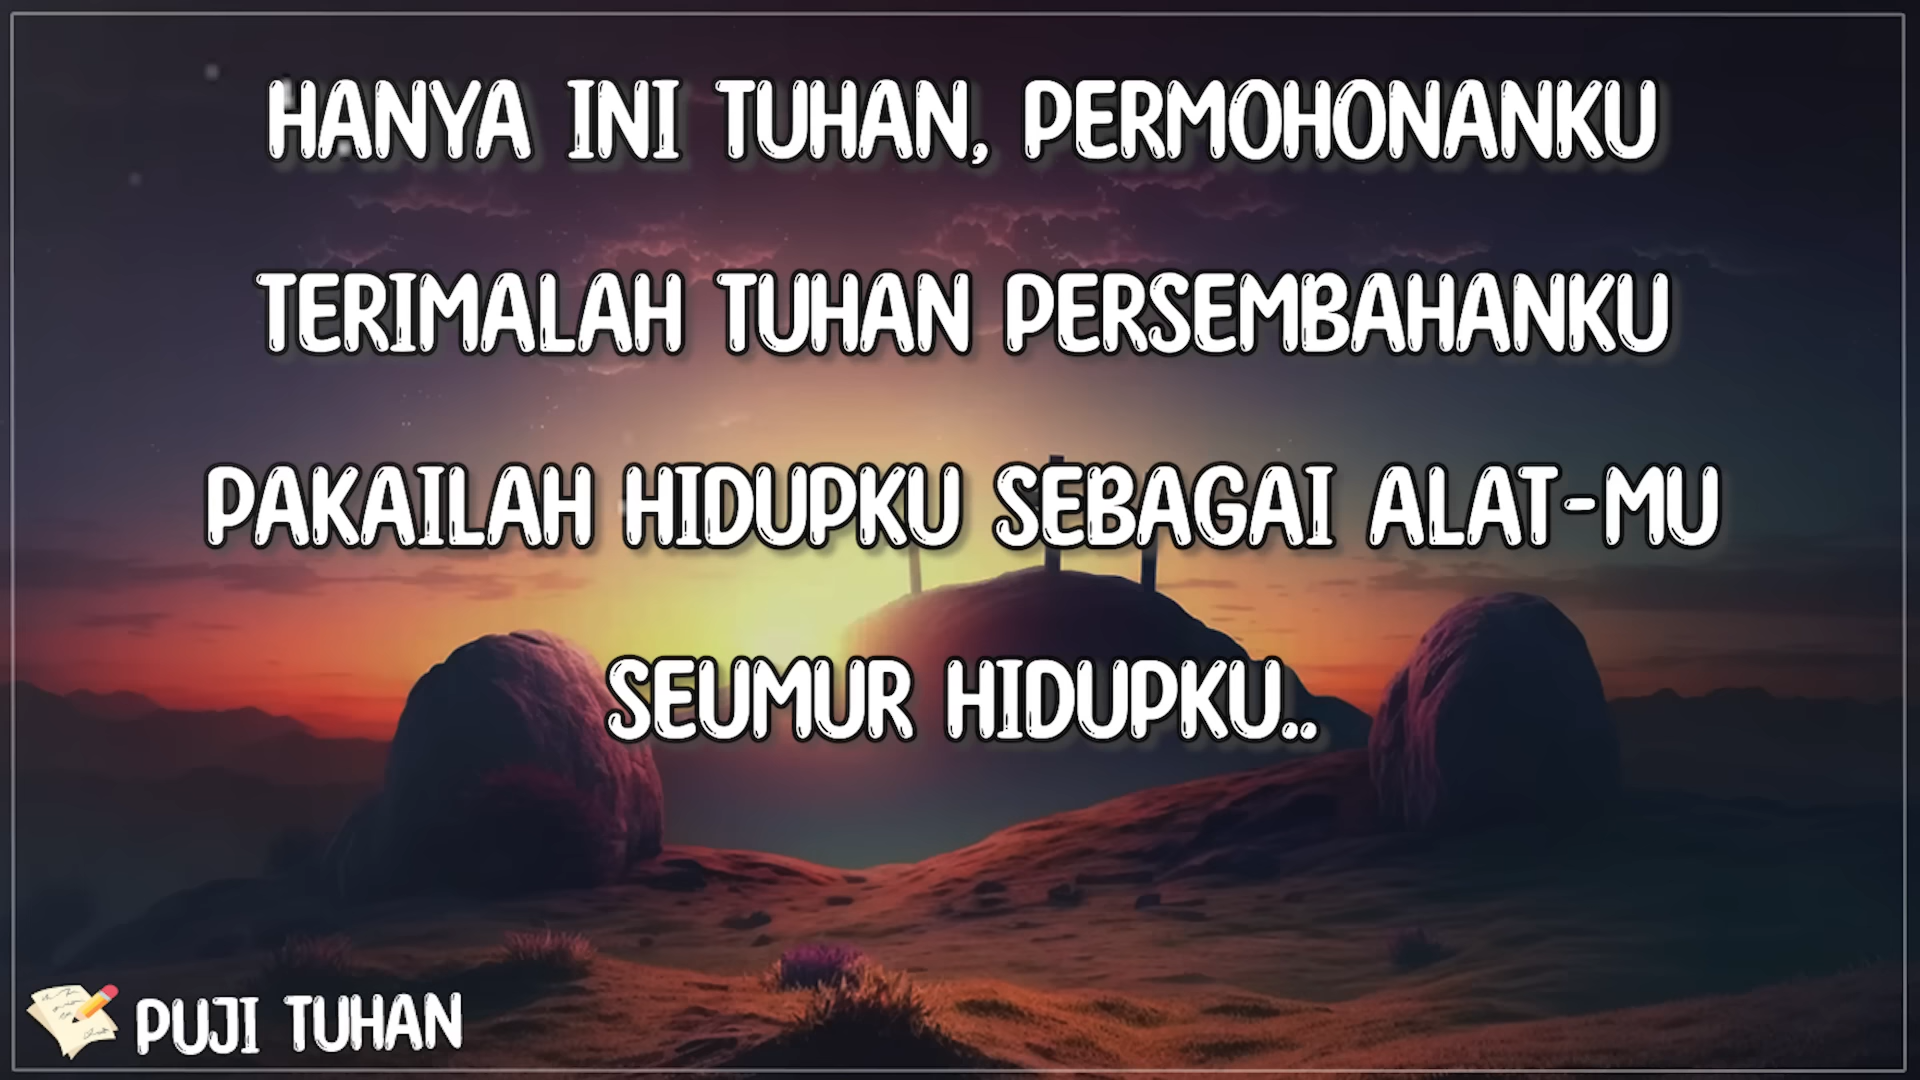 HANYA INI TUHAN, PERMOHONANKU
TERIMALAH TUHAN PERSEMBAHANKU
PAKAILAH HIDUPKU SEBAGAI ALAT-MU
SEUMUR HIDUPKU..
PUJI TUHAN